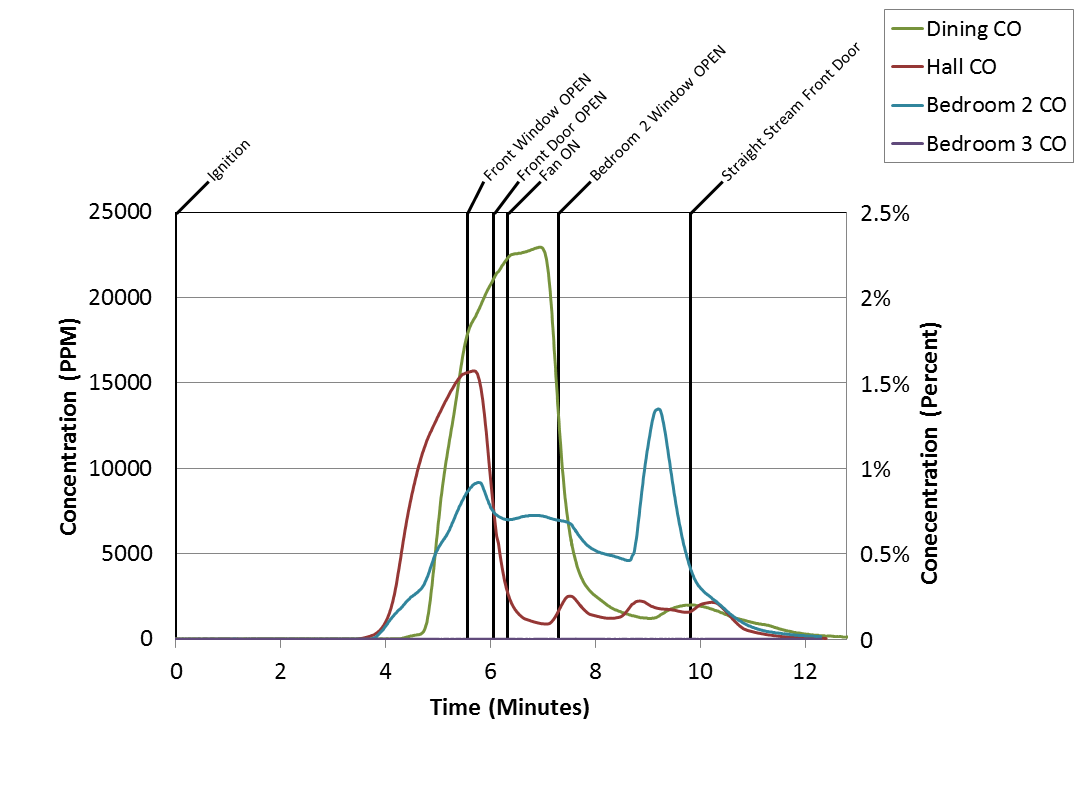 Dining CO
Hall CO
Bedroom 2 CO
Bedroom 3 CO
Ignition
Front Window OPEN
Front Door OPEN
Fan ON
Bedroom 2 Window OPEN
Straight Stream Front Door
25000
20000
15000
10000
5000
0
2.5%
2%
1.5%
1%
0.5%
0
Concentration (PPM)
Conecentration (Percent)
0 2 4 6 8 10 12
Time (Minutes)